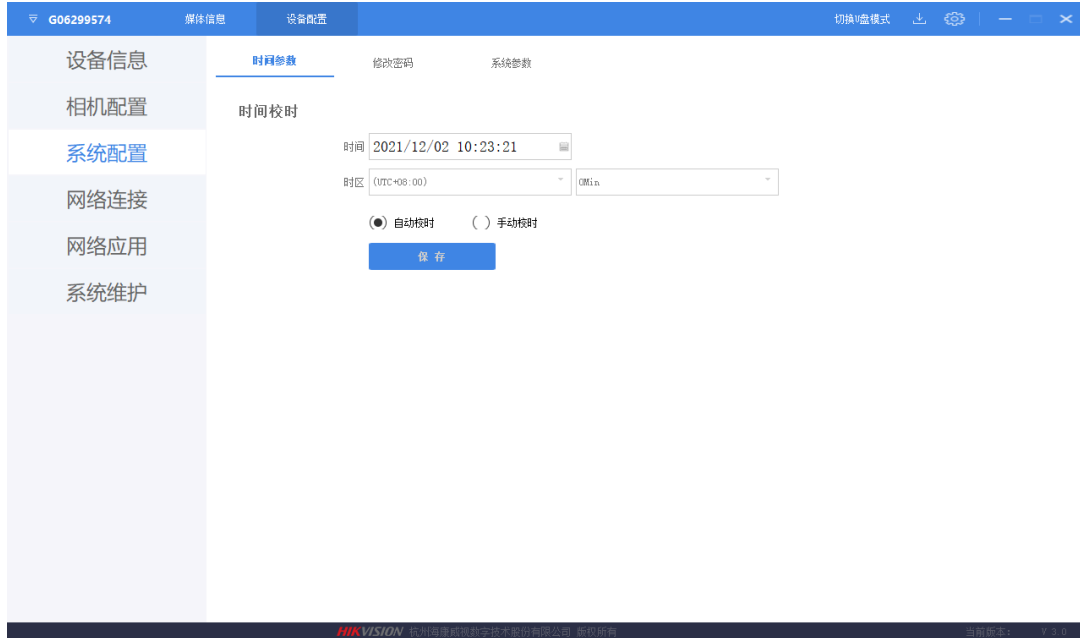 G06299574 媒体信息 设备配置 切换U盘模式
设备信息
相机配置
系统配置
网络连接
网络应用
系统维护
时间参数 修改密码 系统参数
时间校时
时间 2021/12/02 10:23:21
时区 (UTC+08:00) 0Min
自动校时 手动校时
保 存
HIKVISION 杭州海康威视数字技术股份有限公司 版权所有 当前版本: V 3.0